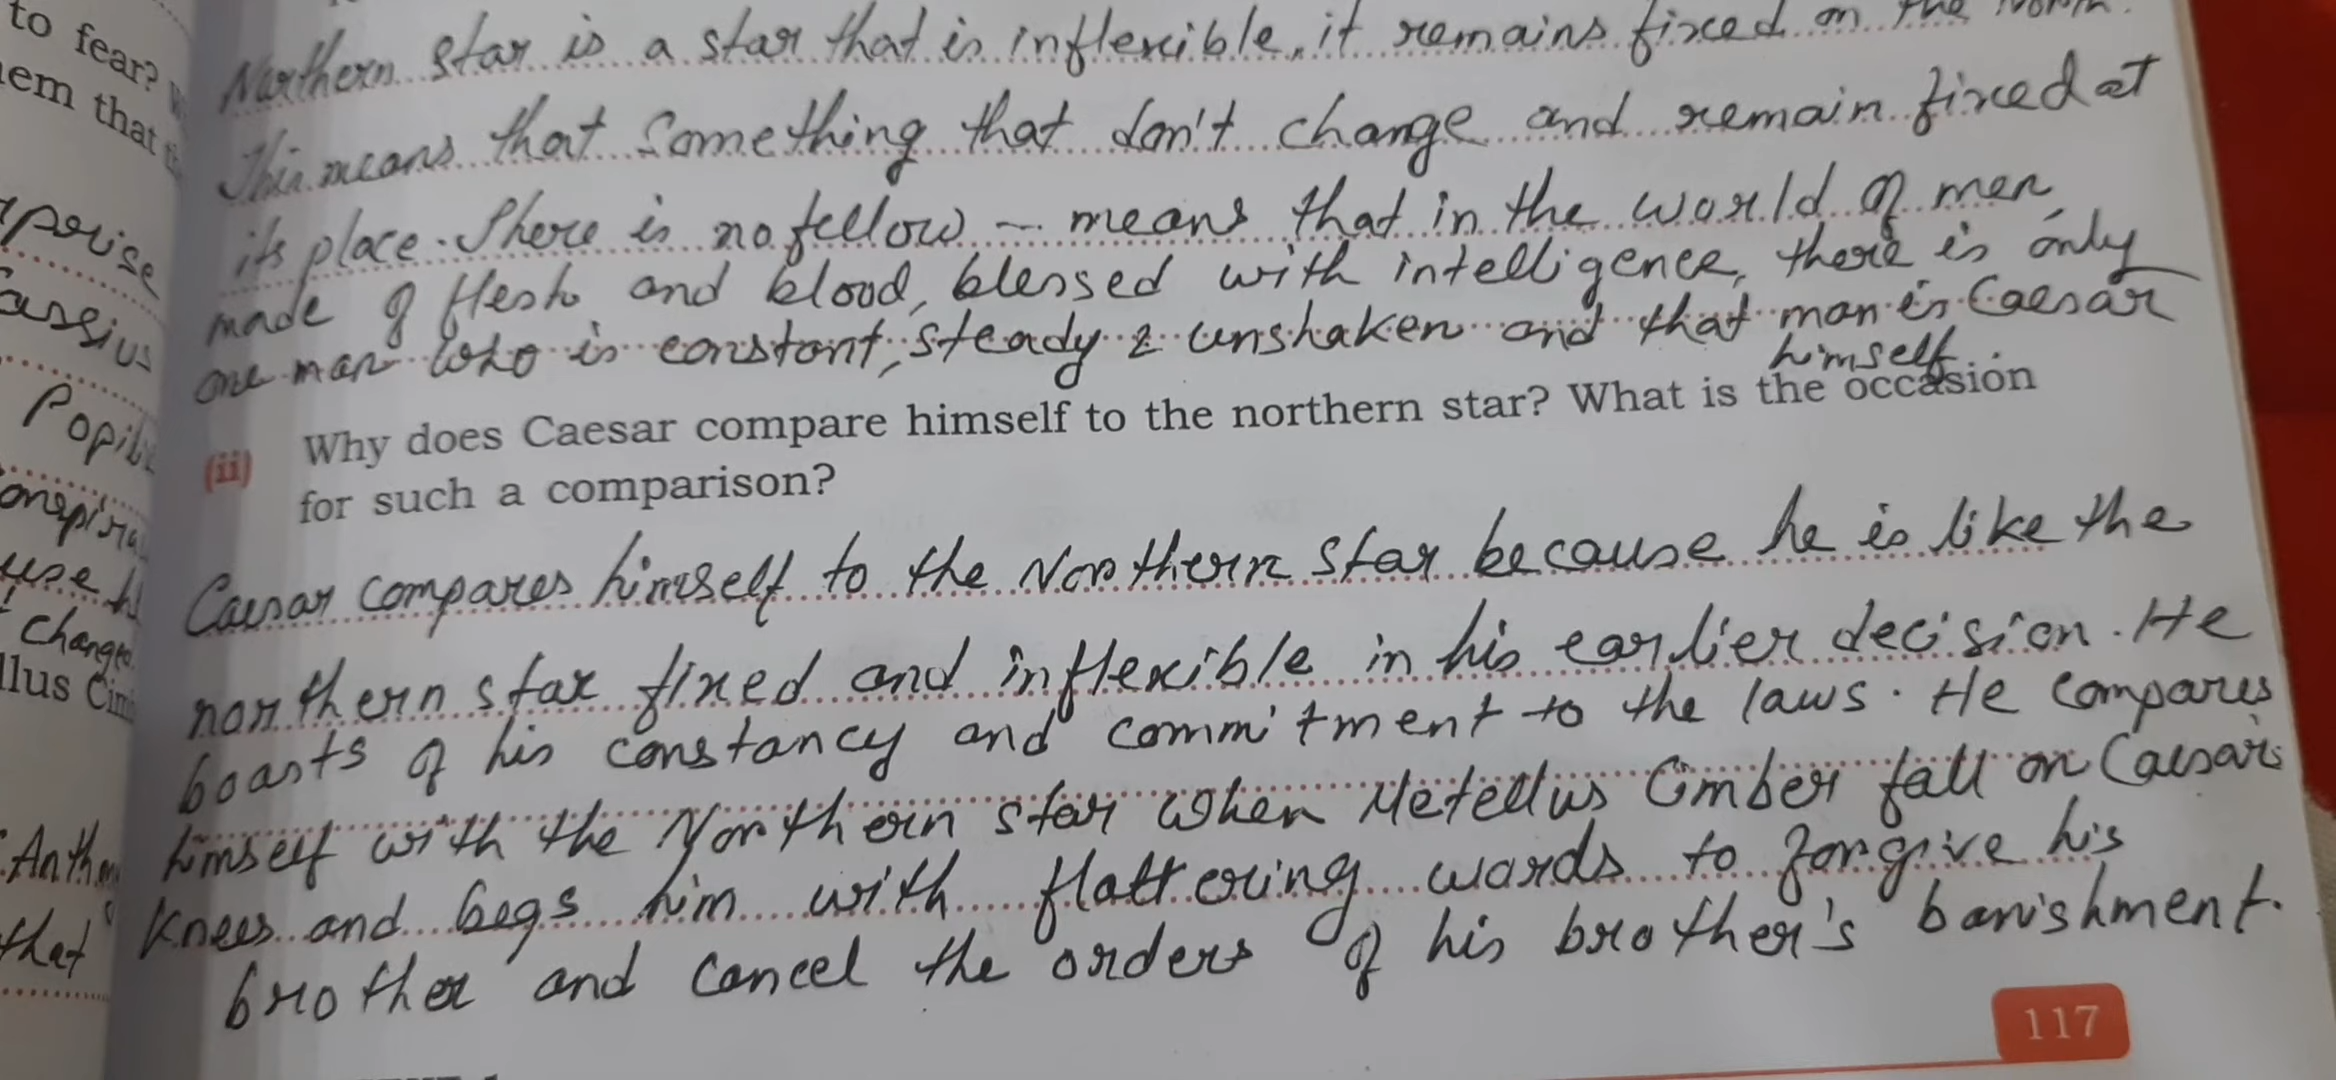 to fear?
em that
Northern star is a star that is inflexible, it remains fixed on the North.
This means that Something that don't change and remain fixed at
its place. There is no fellow – means that in the world of men,
made of flesh and blood, blessed with intelligence, there is only
one man who is constant, steady & unshaken and that man is Caesar
himself.
(ii) Why does Caesar compare himself to the northern star? What is the occasion
for such a comparison?
Caesar compares himself to the Northern star because he is like the
northern star fixed and inflexible in his earlier decision. He
boasts of his constancy and commitment to the laws. He compares
himself with the Northern star when Metellus Cimber fall on Caesar's
knees and begs him with flattering words to forgive his
brother and cancel the orders of his brother's banishment.
117